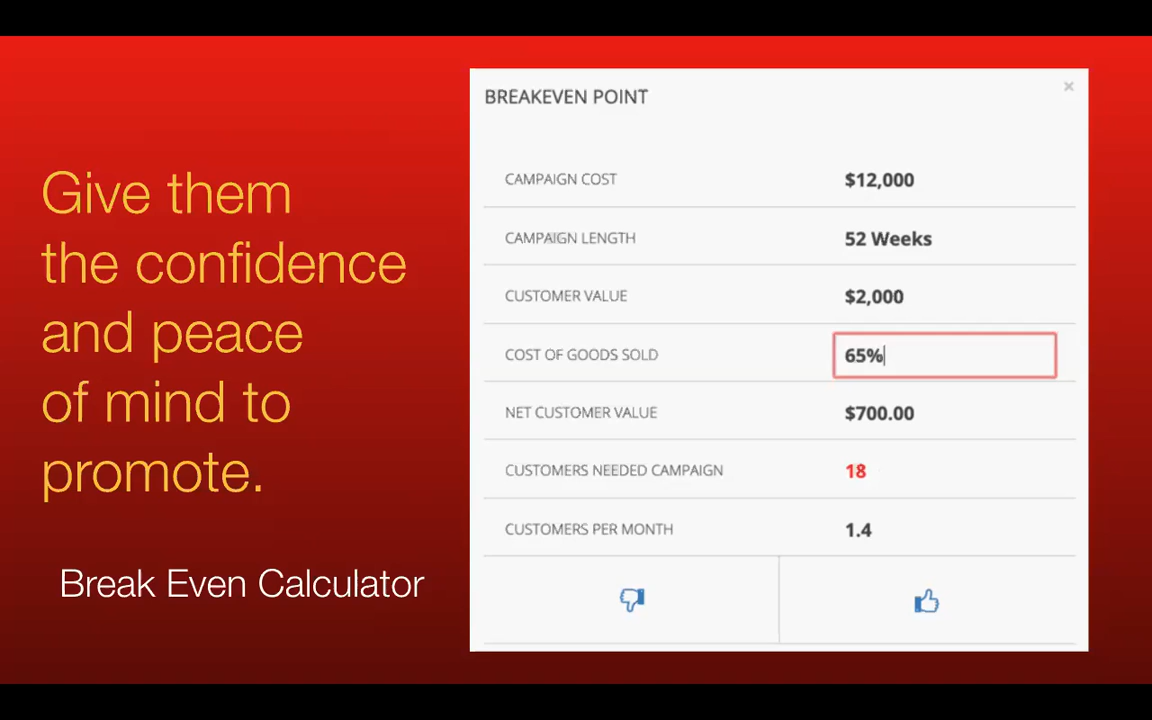 Give them
the confidence
and peace
of mind to
promote.
Break Even Calculator
BREAKEVEN POINT ×
CAMPAIGN COST $12,000
CAMPAIGN LENGTH 52 Weeks
CUSTOMER VALUE $2,000
COST OF GOODS SOLD 65%
NET CUSTOMER VALUE $700.00
CUSTOMERS NEEDED CAMPAIGN 18
CUSTOMERS PER MONTH 1.4